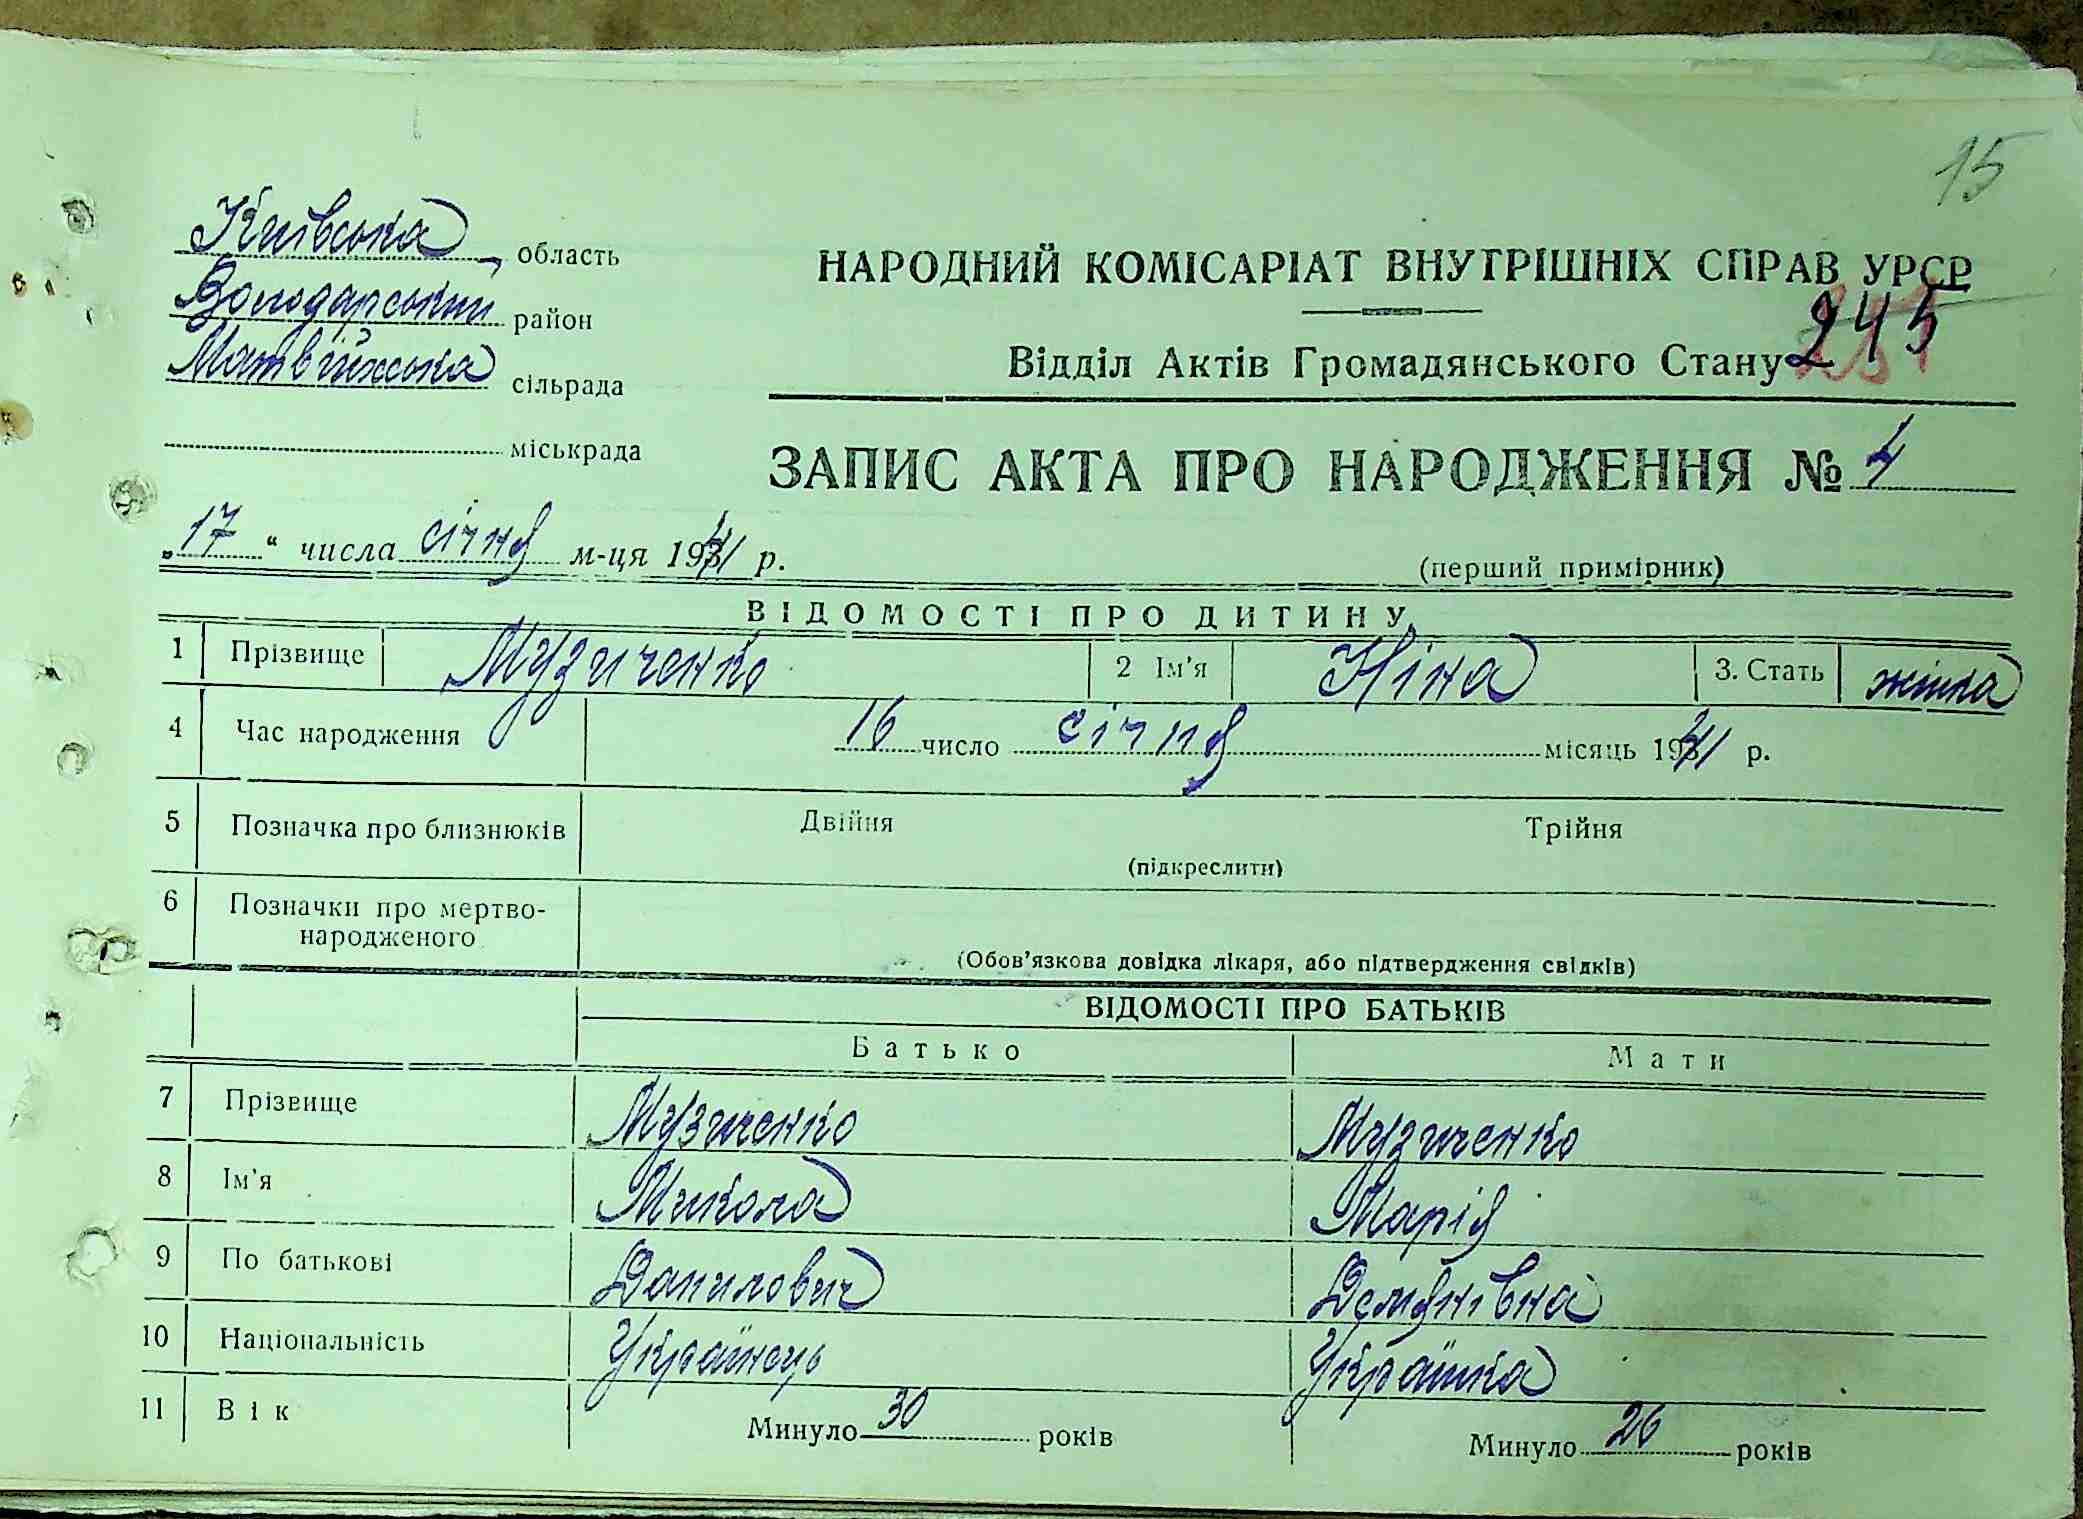 15
Київська область
Володарський район
Матвійхська сільрада
міськрада
НАРОДНИЙ КОМІСАРІАТ ВНУТРІШНІХ СПРАВ УРСР
245
Відділ Актів Громадянського Стану
ЗАПИС АКТА ПРО НАРОДЖЕННЯ № 4
„17“ числа січня м-ця 1941 р.
(перший примірник)
ВІДОМОСТІ ПРО ДИТИНУ
1 Прізвище Музиченко 2 Ім'я Ніна 3. Стать жінка
4 Час народження 16 число січня місяць 1941 р.
5 Позначка про близнюків Двійня Трійня
(підкреслити)
6 Позначки про мертво-
народженого
(Обов'язкова довідка лікаря, або підтвердження свідків)
ВІДОМОСТІ ПРО БАТЬКІВ
Батько Мати
7 Прізвище Музиченко Музиченко
8 Ім'я Микола Марія
9 По батькові Данилович Демянівна
10 Національність Українець Українка
11 Вік Минуло 30 років Минуло 26 років